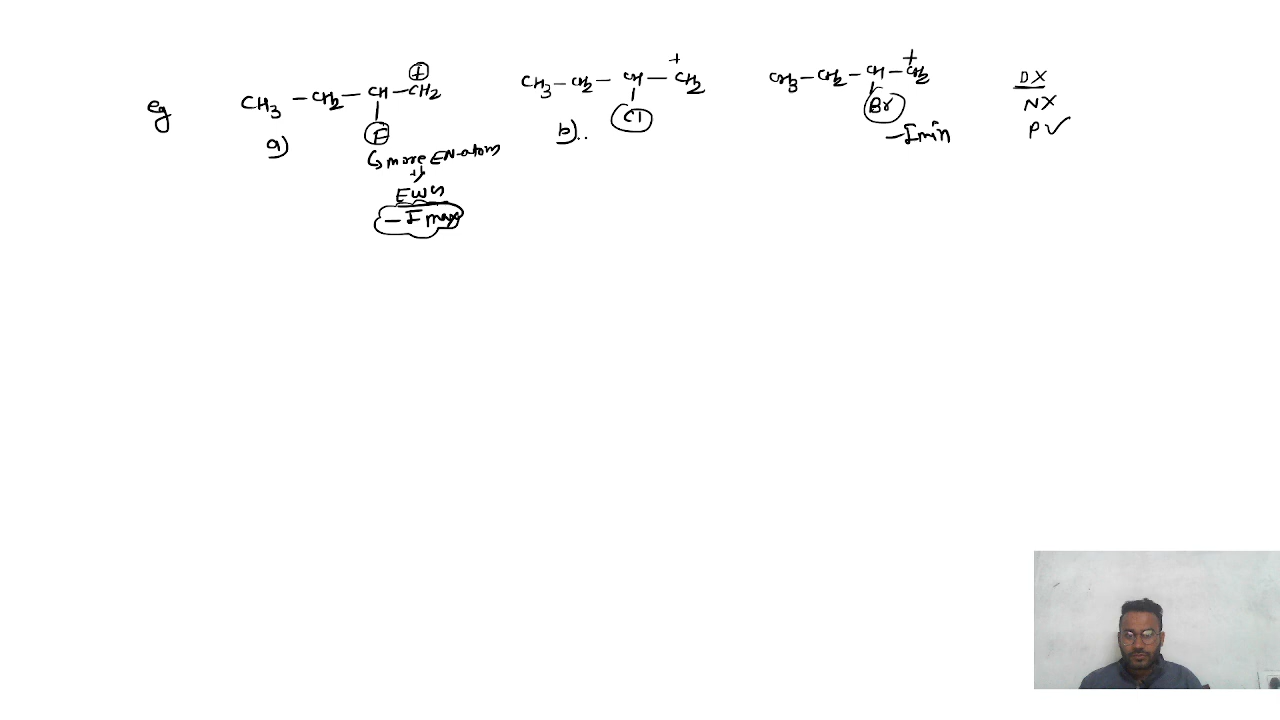 eg
CH3 – CH2 – CH – CH2
+
F
a)
↳ more EN-atom
⇓
EWG
– I max
CH3 – CH2 – CH – CH2
+
Cl
b)..
CH3 – CH2 – CH – CH2
+
Br
– I min
DX
NX
P✓